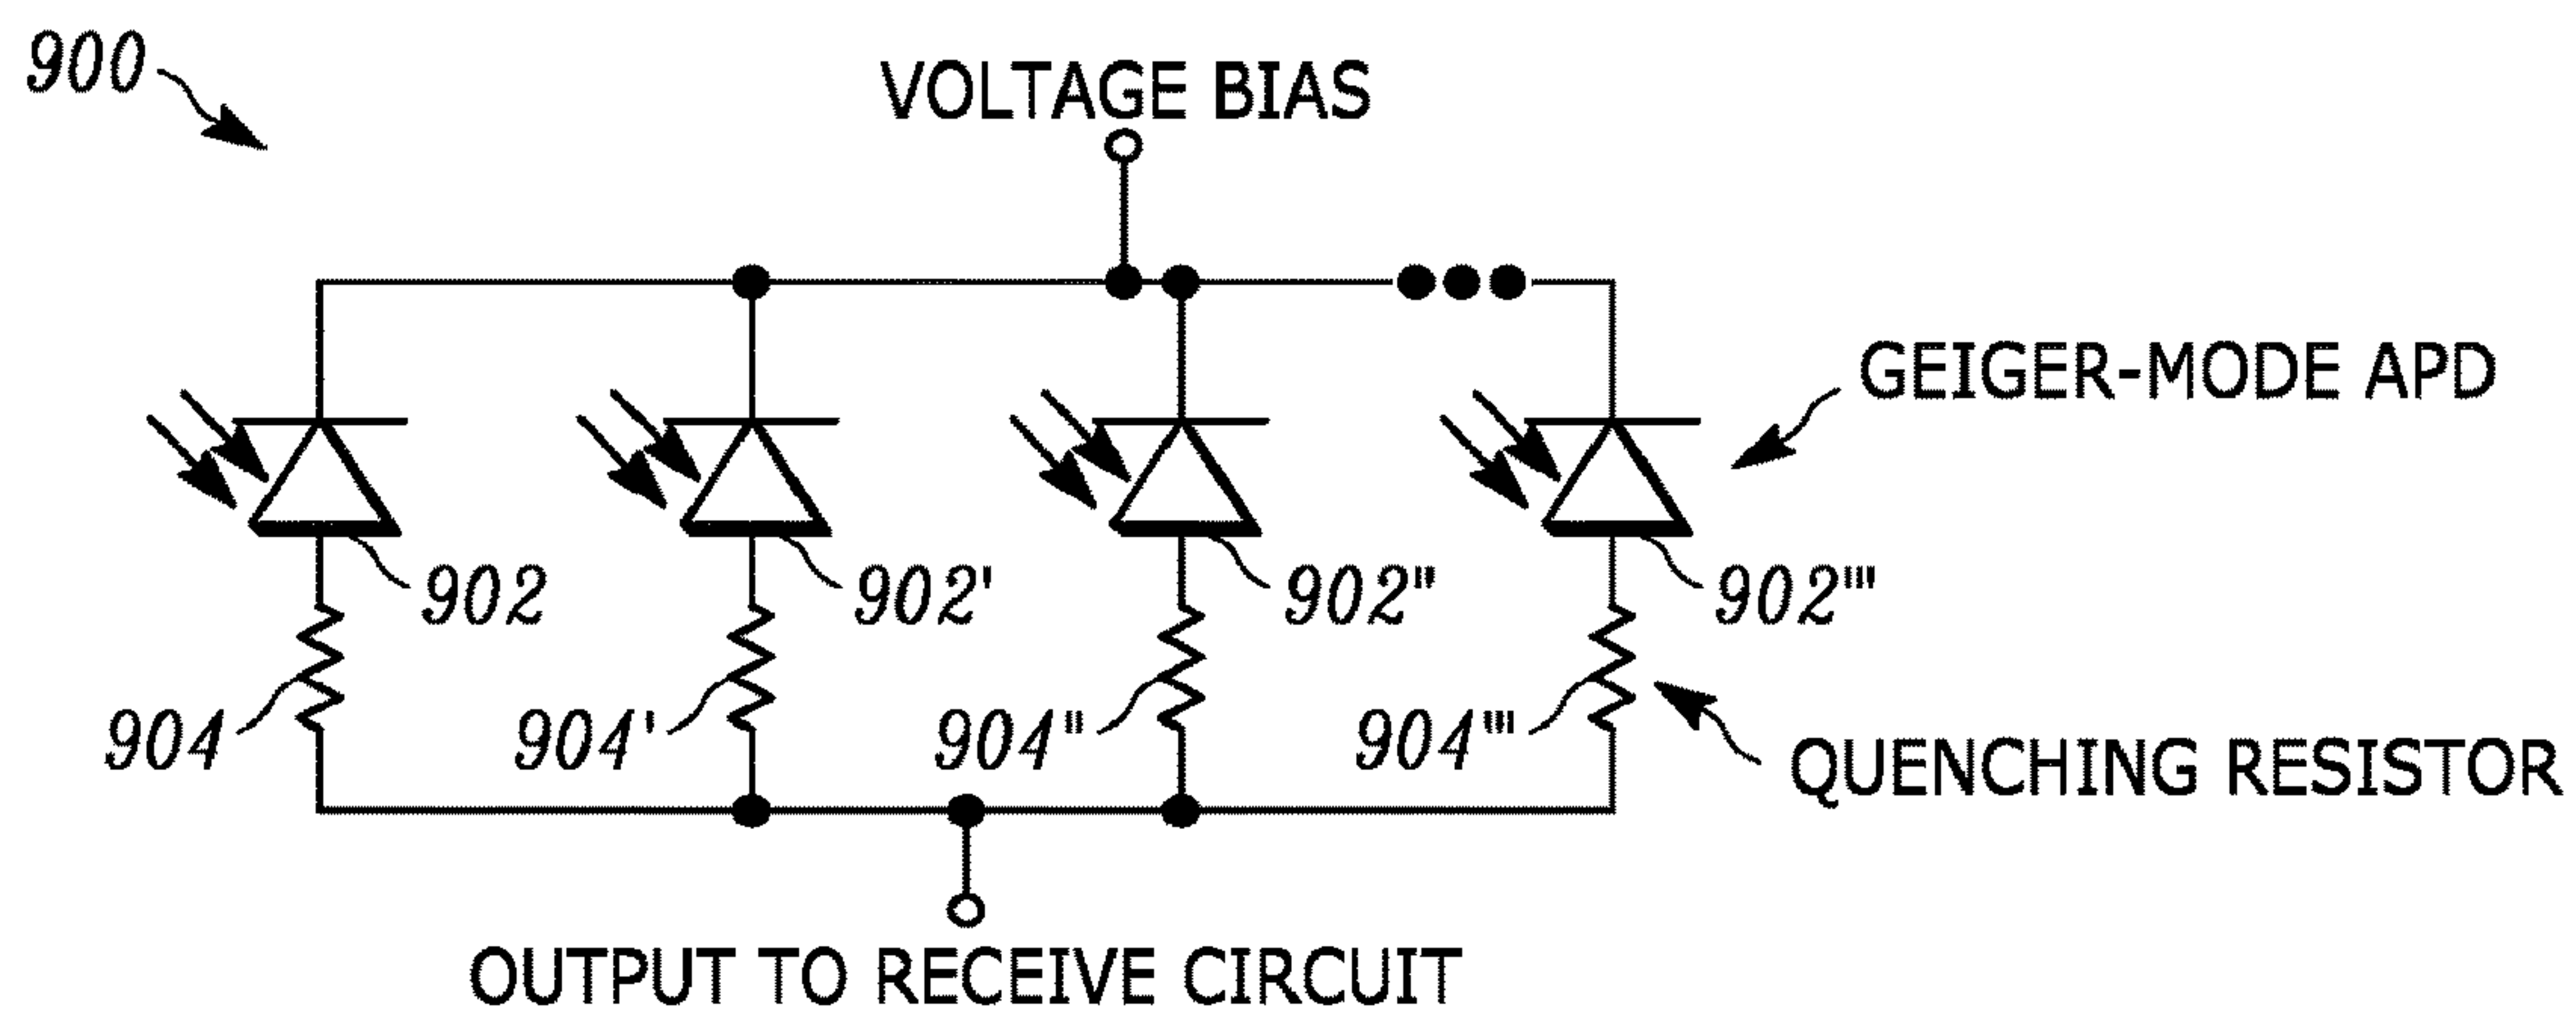 900
VOLTAGE BIAS
GEIGER-MODE APD
902
902'
902"
902'"
904
904'
904"
904'"
QUENCHING RESISTOR
OUTPUT TO RECEIVE CIRCUIT